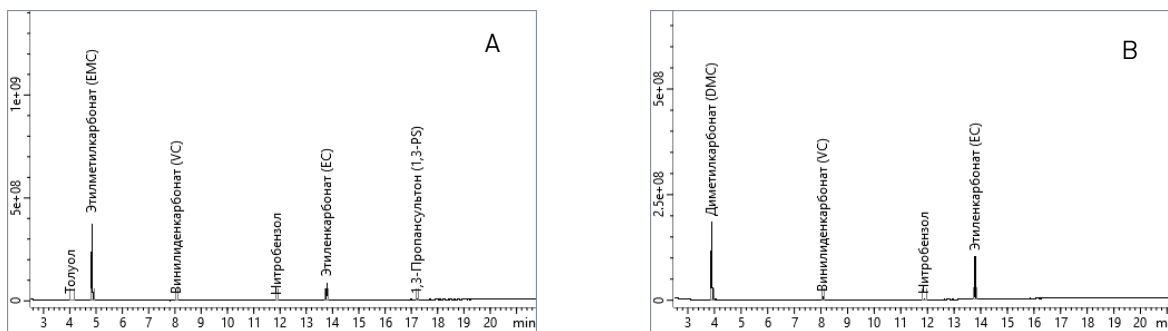 A
1e+09
5e+08
0
Толуол
Этилметилкарбонат (EMC)
Винилиденкарбонат (VC)
Нитробензол
Этиленкарбонат (EC)
1,3-Пропансультон (1,3-PS)
3 4 5 6 7 8 9 10 11 12 13 14 15 16 17 18 19 20 min
B
5e+08
2.5e+08
0
Диметилкарбонат (DMC)
Винилиденкарбонат (VC)
Нитробензол
Этиленкарбонат (EC)
3 4 5 6 7 8 9 10 11 12 13 14 15 16 17 18 19 20 min